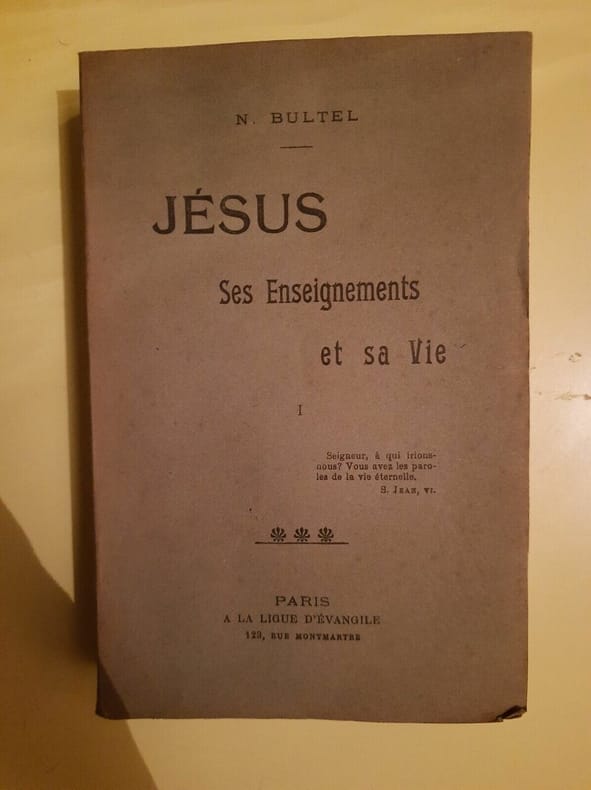 N. BULTEL
JÉSUS
Ses Enseignements
et sa Vie
I
Seigneur, à qui irions-
nous? Vous avez les paro-
les de la vie éternelle.
S. JEAN, VI.
PARIS
A LA LIGUE D'ÉVANGILE
123, RUE MONTMARTRE